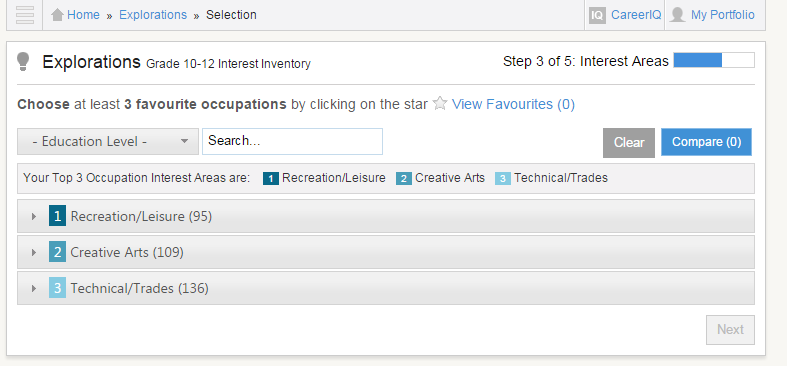 Home » Explorations » Selection IQ CareerIQ My Portfolio
Explorations Grade 10-12 Interest Inventory Step 3 of 5: Interest Areas
Choose at least 3 favourite occupations by clicking on the star View Favourites (0)
- Education Level - Search... Clear Compare (0)
Your Top 3 Occupation Interest Areas are: 1 Recreation/Leisure 2 Creative Arts 3 Technical/Trades
1 Recreation/Leisure (95)
2 Creative Arts (109)
3 Technical/Trades (136)
Next